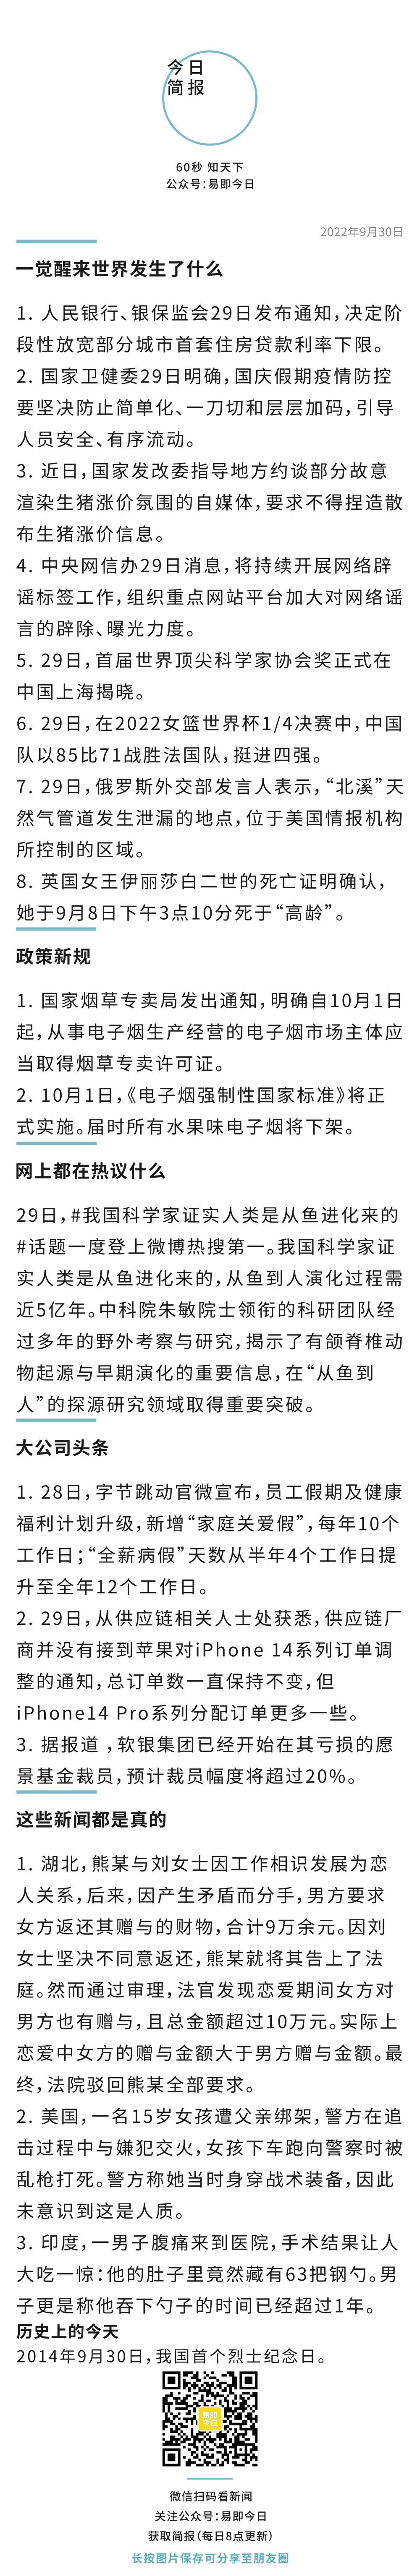 今日
简报
60秒 知天下
公众号:易即今日
2022年9月30日
一觉醒来世界发生了什么
1. 人民银行、银保监会29日发布通知,决定阶
段性放宽部分城市首套住房贷款利率下限。
2. 国家卫健委29日明确,国庆假期疫情防控
要坚决防止简单化、一刀切和层层加码,引导
人员安全、有序流动。
3. 近日,国家发改委指导地方约谈部分故意
渲染生猪涨价氛围的自媒体,要求不得捏造散
布生猪涨价信息。
4. 中央网信办29日消息,将持续开展网络辟
谣标签工作,组织重点网站平台加大对网络谣
言的辟除、曝光力度。
5. 29日,首届世界顶尖科学家协会奖正式在
中国上海揭晓。
6. 29日,在2022女篮世界杯1/4决赛中,中国
队以85比71战胜法国队,挺进四强。
7. 29日,俄罗斯外交部发言人表示,“北溪”天
然气管道发生泄漏的地点,位于美国情报机构
所控制的区域。
8. 英国女王伊丽莎白二世的死亡证明确认,
她于9月8日下午3点10分死于“高龄”。
政策新规
1. 国家烟草专卖局发出通知,明确自10月1日
起,从事电子烟生产经营的电子烟市场主体应
当取得烟草专卖许可证。
2. 10月1日,《电子烟强制性国家标准》将正
式实施。届时所有水果味电子烟将下架。
网上都在热议什么
29日,#我国科学家证实人类是从鱼进化来的
#话题一度登上微博热搜第一。我国科学家证
实人类是从鱼进化来的,从鱼到人演化过程需
近5亿年。中科院朱敏院士领衔的科研团队经
过多年的野外考察与研究,揭示了有颌脊椎动
物起源与早期演化的重要信息,在“从鱼到
人”的探源研究领域取得重要突破。
大公司头条
1. 28日,字节跳动官微宣布,员工假期及健康
福利计划升级,新增“家庭关爱假”,每年10个
工作日;“全薪病假”天数从半年4个工作日提
升至全年12个工作日。
2. 29日,从供应链相关人士处获悉,供应链厂
商并没有接到苹果对iPhone 14系列订单调
整的通知,总订单数一直保持不变,但
iPhone14 Pro系列分配订单更多一些。
3. 据报道 ,软银集团已经开始在其亏损的愿
景基金裁员,预计裁员幅度将超过20%。
这些新闻都是真的
1. 湖北,熊某与刘女士因工作相识发展为恋
人关系,后来,因产生矛盾而分手,男方要求
女方返还其赠与的财物,合计9万余元。因刘
女士坚决不同意返还,熊某就将其告上了法
庭。然而通过审理,法官发现恋爱期间女方对
男方也有赠与,且总金额超过10万元。实际上
恋爱中女方的赠与金额大于男方赠与金额。最
终,法院驳回熊某全部要求。
2. 美国,一名15岁女孩遭父亲绑架,警方在追
击过程中与嫌犯交火,女孩下车跑向警察时被
乱枪打死。警方称她当时身穿战术装备,因此
未意识到这是人质。
3. 印度,一男子腹痛来到医院,手术结果让人
大吃一惊:他的肚子里竟然藏有63把钢勺。男
子更是称他吞下勺子的时间已经超过1年。
历史上的今天
2014年9月30日,我国首个烈士纪念日。
易即
今日
微信扫码看新闻
关注公众号:易即今日
获取简报(每日8点更新)
长按图片保存可分享至朋友圈